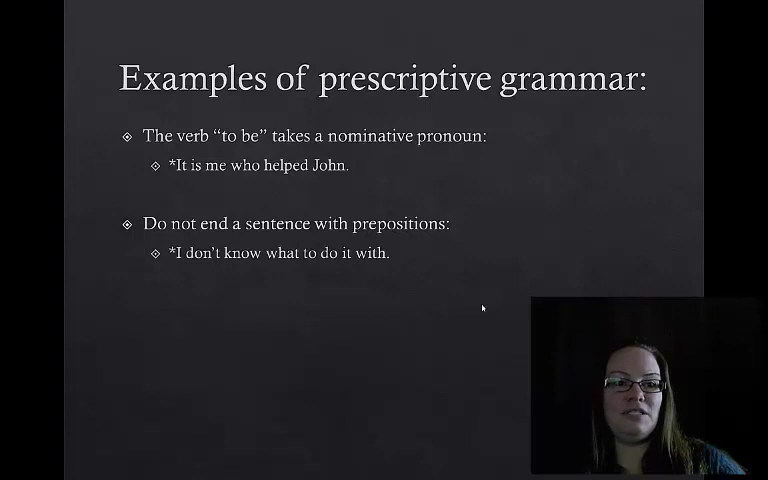 Examples of prescriptive grammar:
The verb “to be” takes a nominative pronoun:
*It is me who helped John.
Do not end a sentence with prepositions:
*I don't know what to do it with.